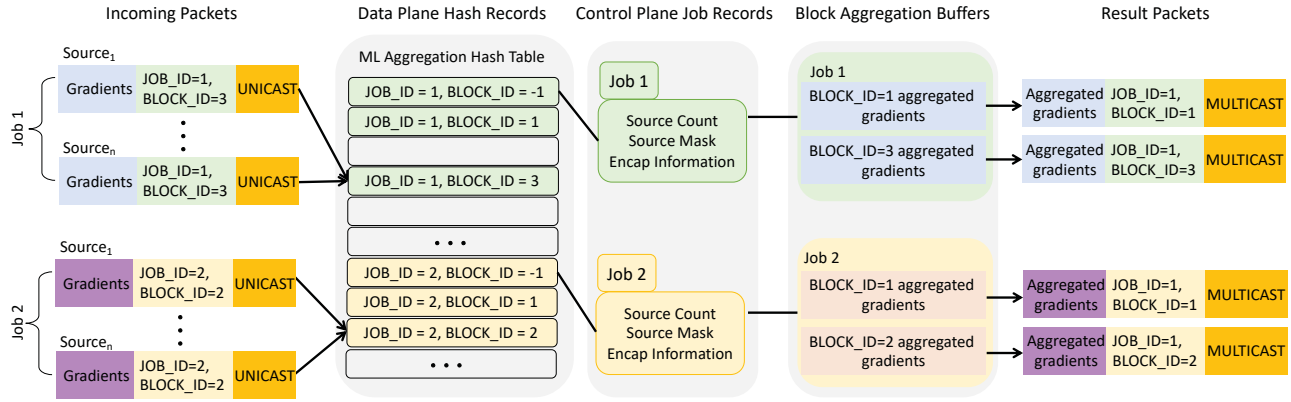 Incoming Packets
Data Plane Hash Records
Control Plane Job Records
Block Aggregation Buffers
Result Packets
Job 1
Source1
Gradients
JOB_ID=1,
BLOCK_ID=3
UNICAST
• • •
Sourcen
Gradients
JOB_ID=1,
BLOCK_ID=3
UNICAST
Job 2
Source1
Gradients
JOB_ID=2,
BLOCK_ID=2
UNICAST
• • •
Sourcen
Gradients
JOB_ID=2,
BLOCK_ID=2
UNICAST
ML Aggregation Hash Table
JOB_ID = 1, BLOCK_ID = -1
JOB_ID = 1, BLOCK_ID = 1
JOB_ID = 1, BLOCK_ID = 3
• • •
JOB_ID = 2, BLOCK_ID = -1
JOB_ID = 2, BLOCK_ID = 1
JOB_ID = 2, BLOCK_ID = 2
• • •
Job 1
Source Count
Source Mask
Encap Information
Job 2
Source Count
Source Mask
Encap Information
Job 1
BLOCK_ID=1 aggregated
gradients
BLOCK_ID=3 aggregated
gradients
Job 2
BLOCK_ID=1 aggregated
gradients
BLOCK_ID=2 aggregated
gradients
Aggregated
gradients
JOB_ID=1,
BLOCK_ID=1
MULTICAST
Aggregated
gradients
JOB_ID=1,
BLOCK_ID=3
MULTICAST
Aggregated
gradients
JOB_ID=1,
BLOCK_ID=1
MULTICAST
Aggregated
gradients
JOB_ID=1,
BLOCK_ID=2
MULTICAST